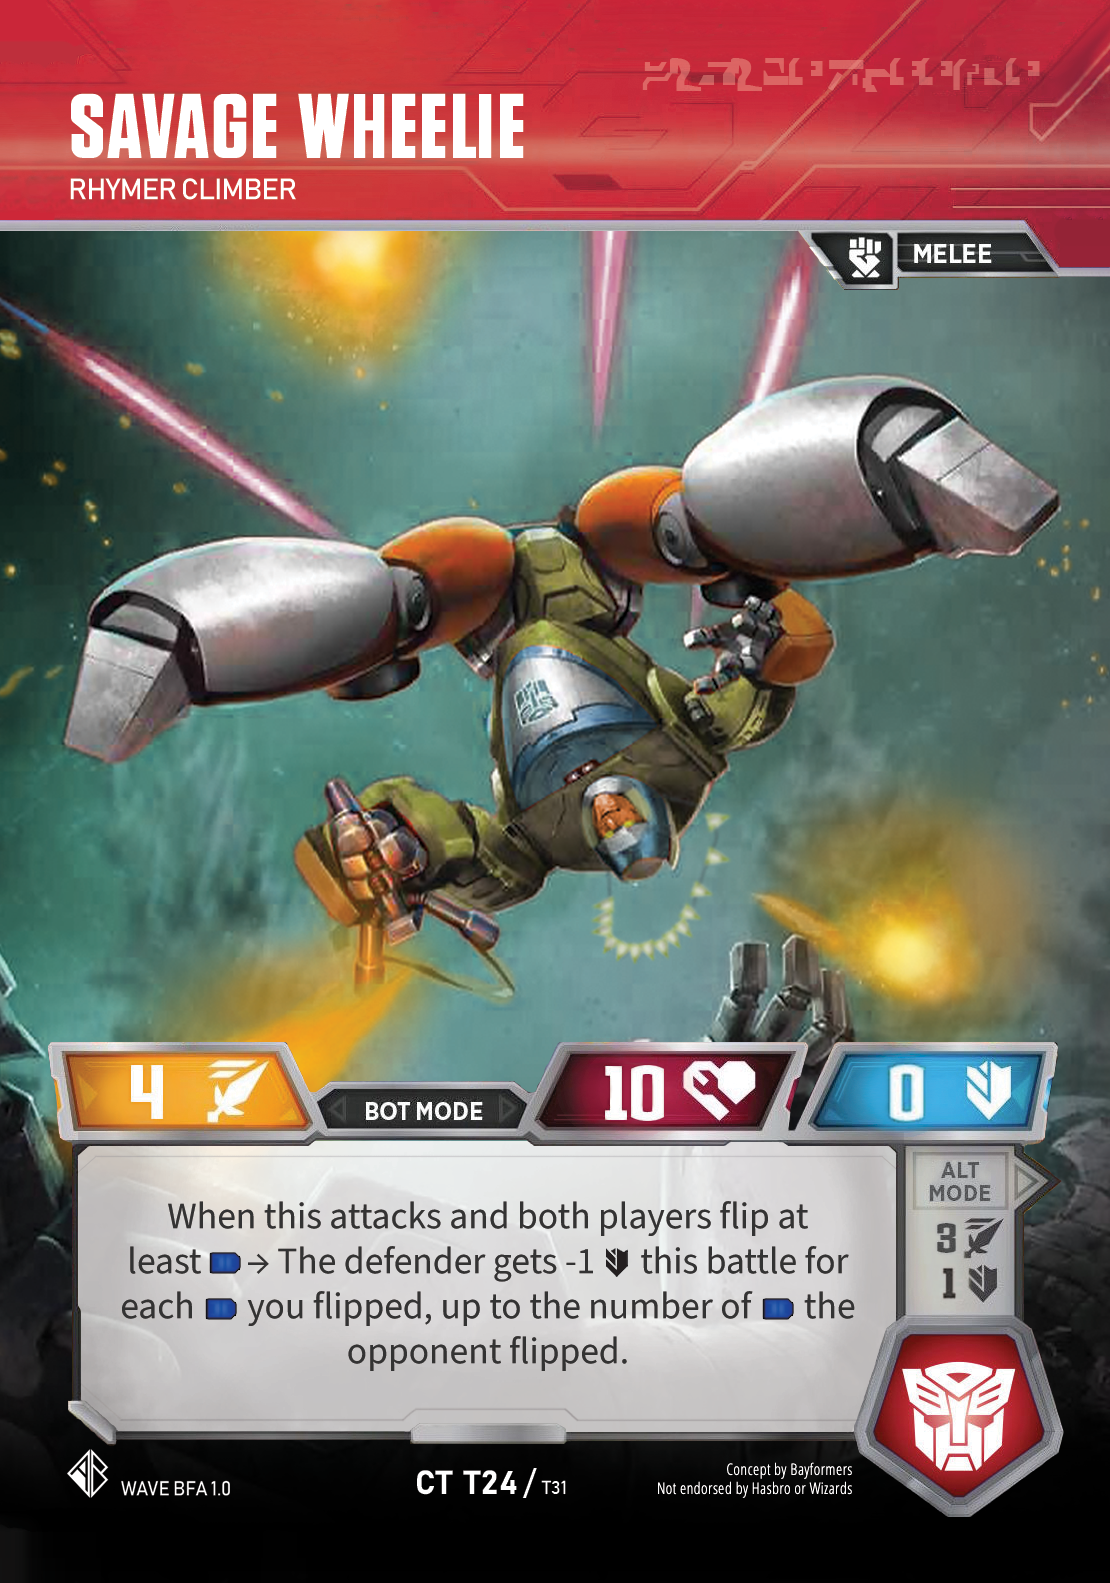 SAVAGE WHEELIE
RHYMER CLIMBER
MELEE
4
BOT MODE
10
0
When this attacks and both players flip at
least → The defender gets -1 this battle for
each you flipped, up to the number of the
opponent flipped.
ALT
MODE
3
1
WAVE BFA 1.0
CT T24 / T31
Concept by Bayformers
Not endorsed by Hasbro or Wizards